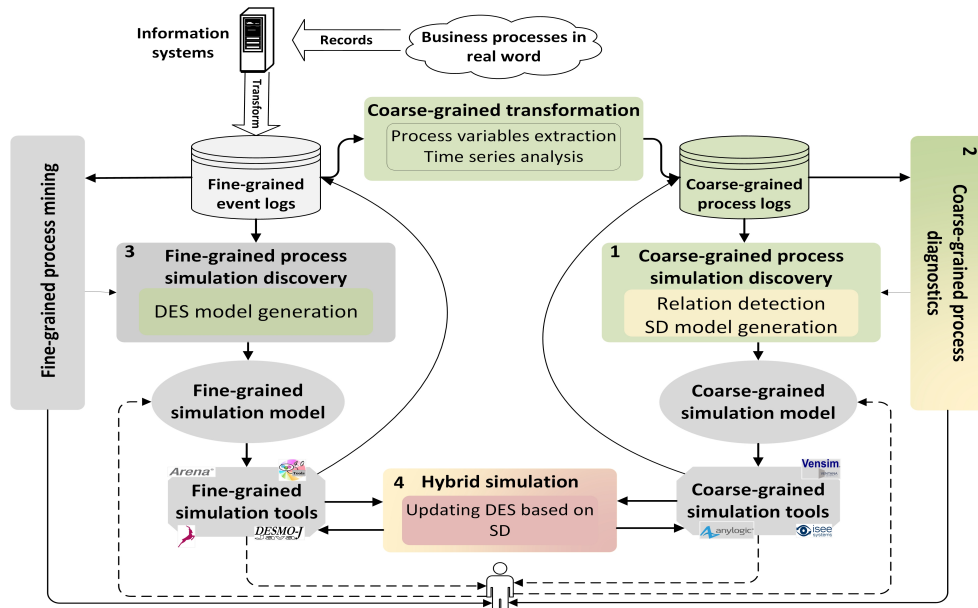 Information
systems
Records
Business processes in
real word
Transform
Coarse-grained transformation
Process variables extraction
Time series analysis
Fine-grained
event logs
Coarse-grained
process logs
Fine-grained process mining
2
Coarse-grained process
diagnostics
3
Fine-grained process
simulation discovery
DES model generation
1
Coarse-grained process
simulation discovery
Relation detection
SD model generation
Fine-grained
simulation model
Coarse-grained
simulation model
Arena
Tools
Fine-grained
simulation tools
DESMO-J
4
Hybrid simulation
Updating DES based on
SD
Vensim
Coarse-grained
simulation tools
anylogic
isee
systems